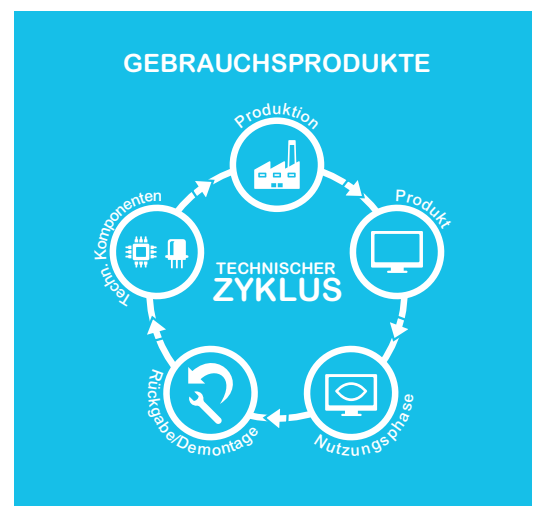 GEBRAUCHSPRODUKTE
Produktion
Produkt
Techn. Komponenten
TECHNISCHER
ZYKLUS
Rückgabe/Demontage
Nutzungsphase